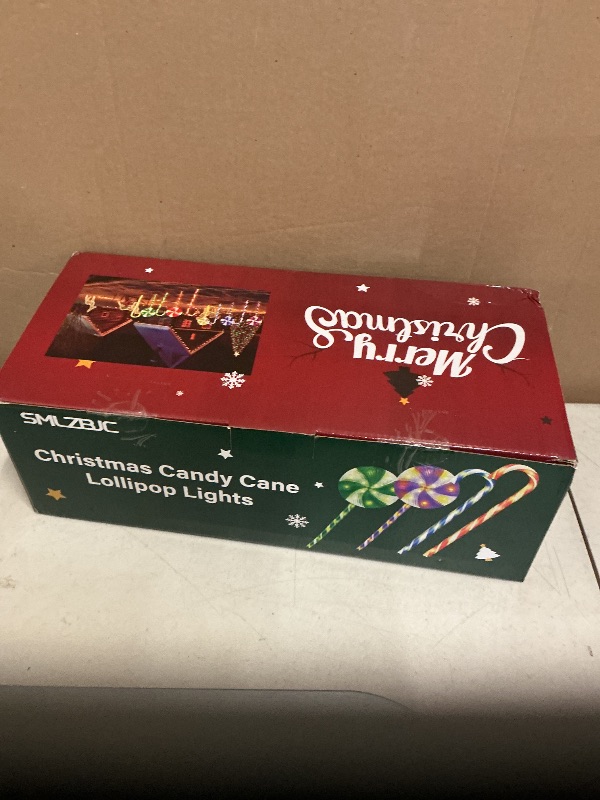 Merry
Christmas
SMLZBJC
Christmas Candy Cane
Lollipop Lights